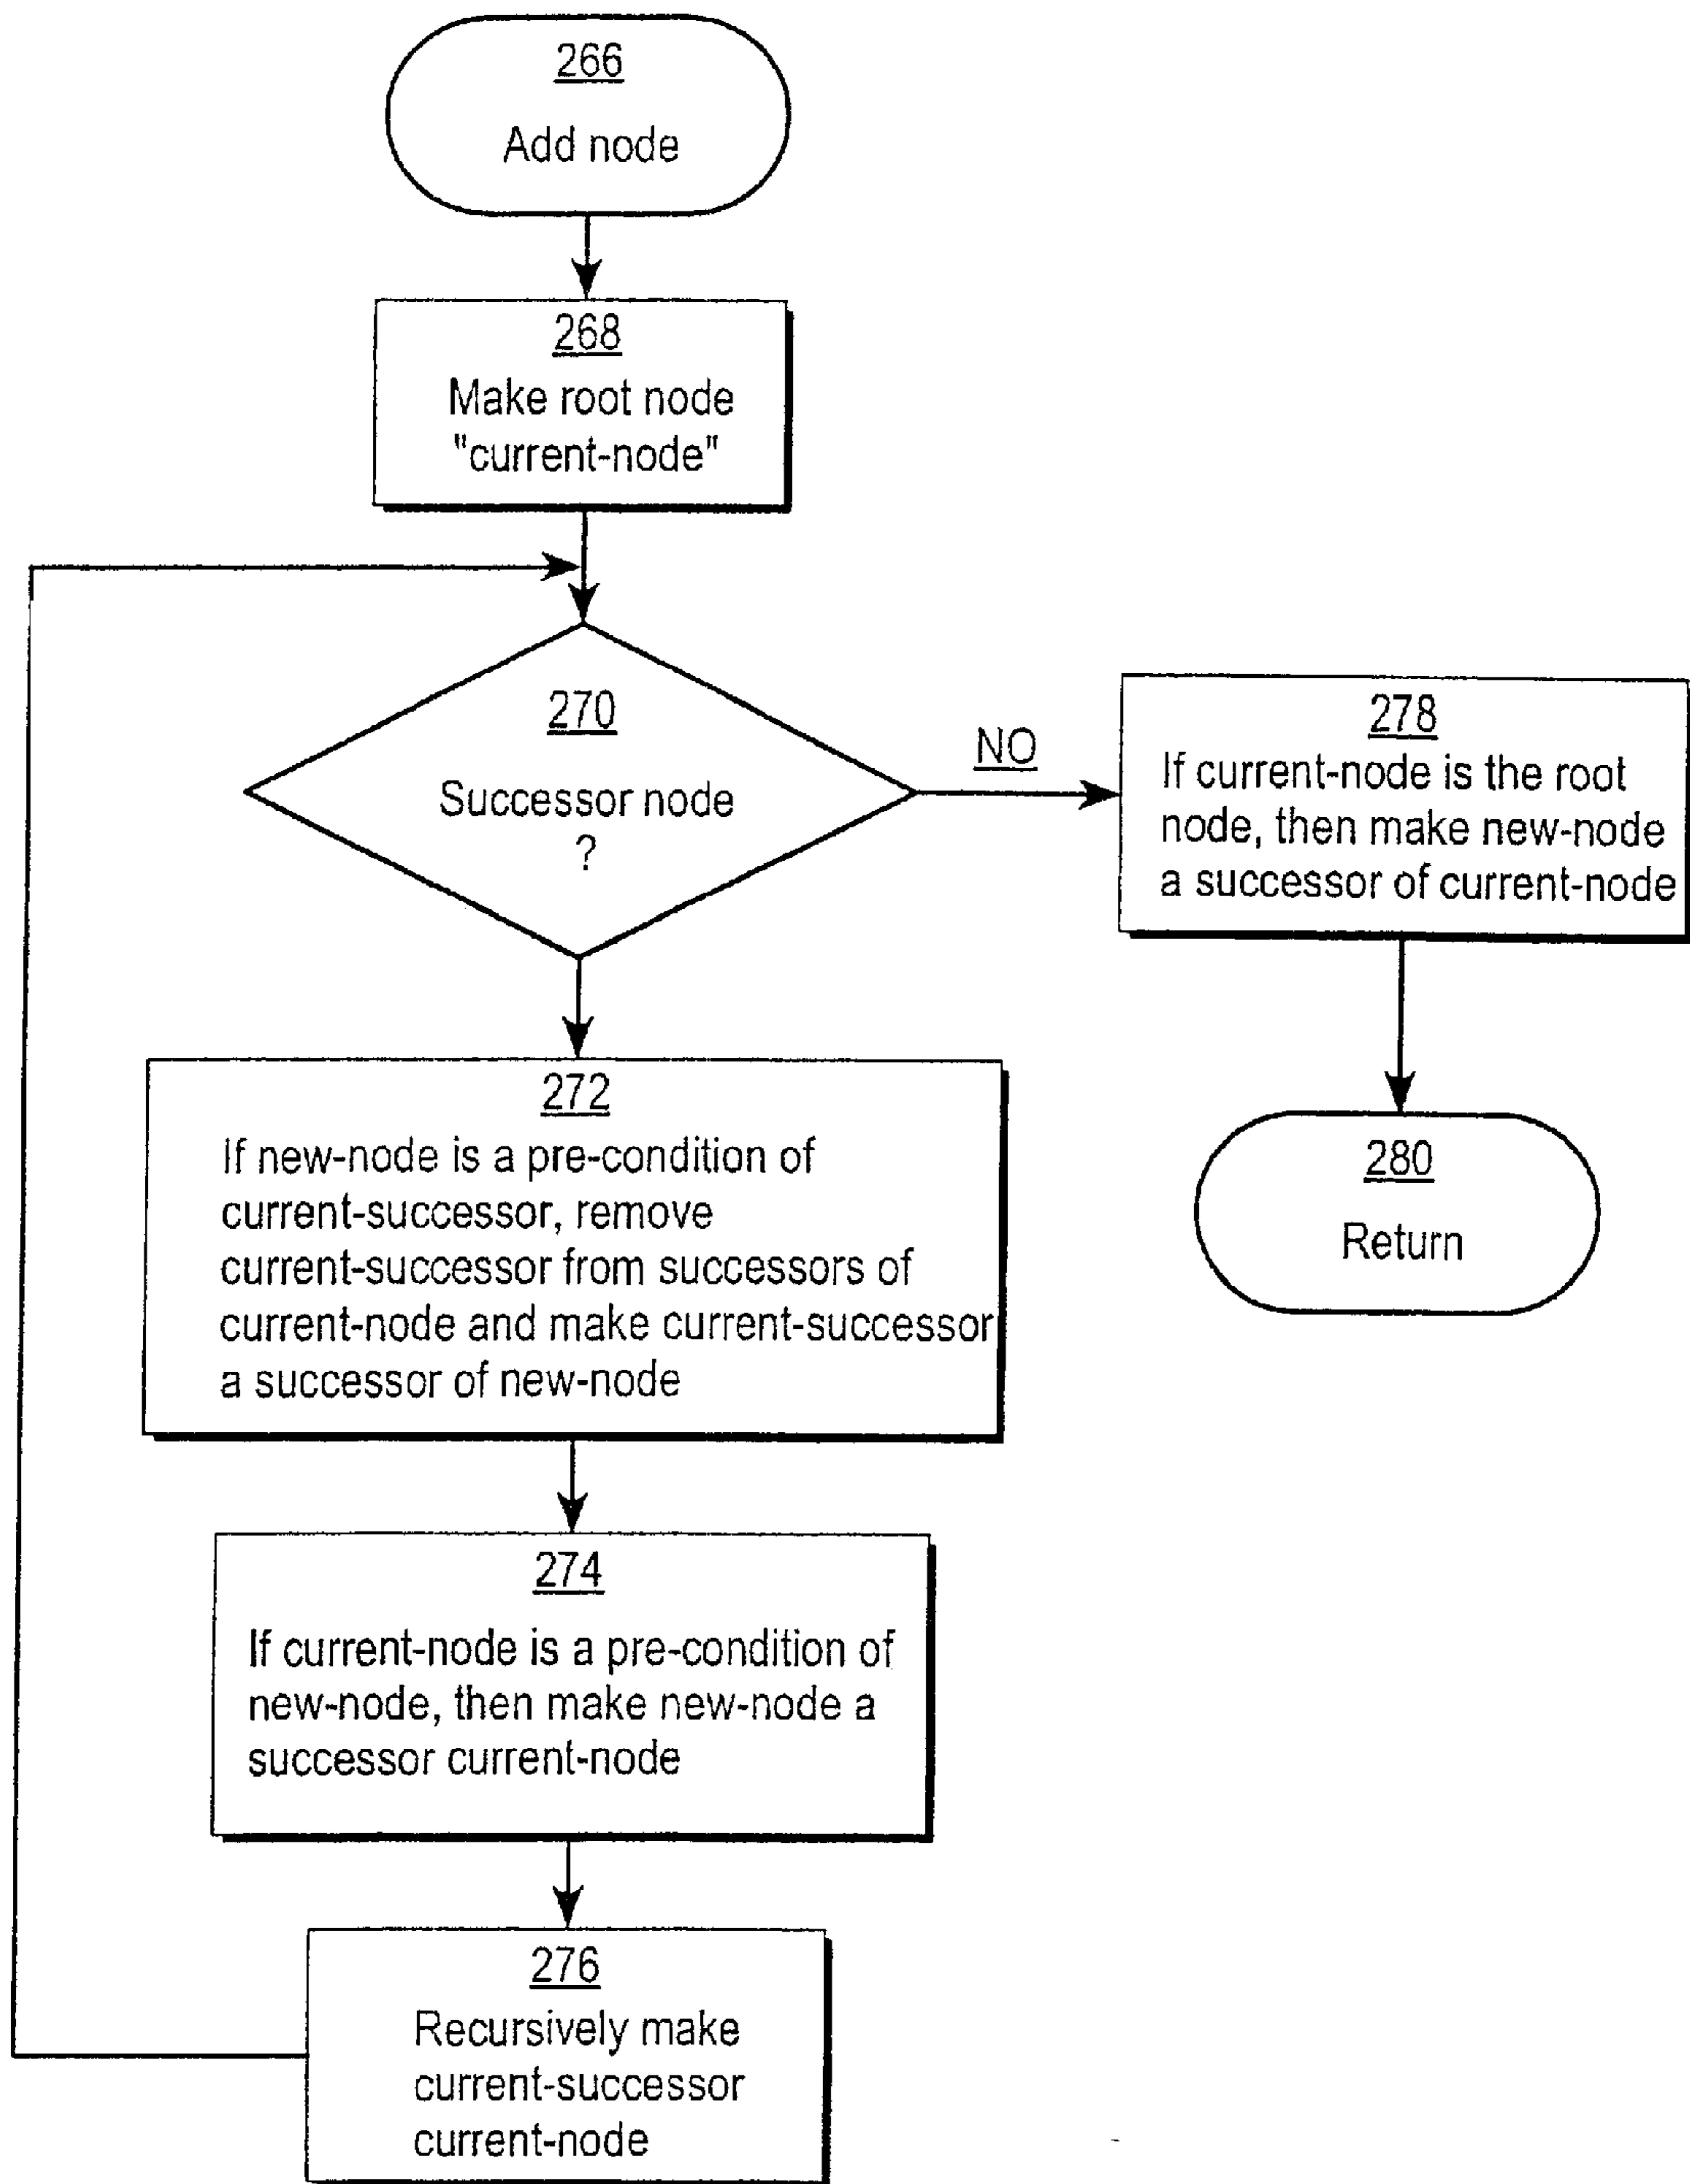 266
Add node
268
Make root node
"current-node"
270
Successor node
?
NO
278
If current-node is the root
node, then make new-node
a successor of current-node
272
If new-node is a pre-condition of
current-successor, remove
current-successor from successors of
current-node and make current-successor
a successor of new-node
280
Return
274
If current-node is a pre-condition of
new-node, then make new-node a
successor current-node
276
Recursively make
current-successor
current-node